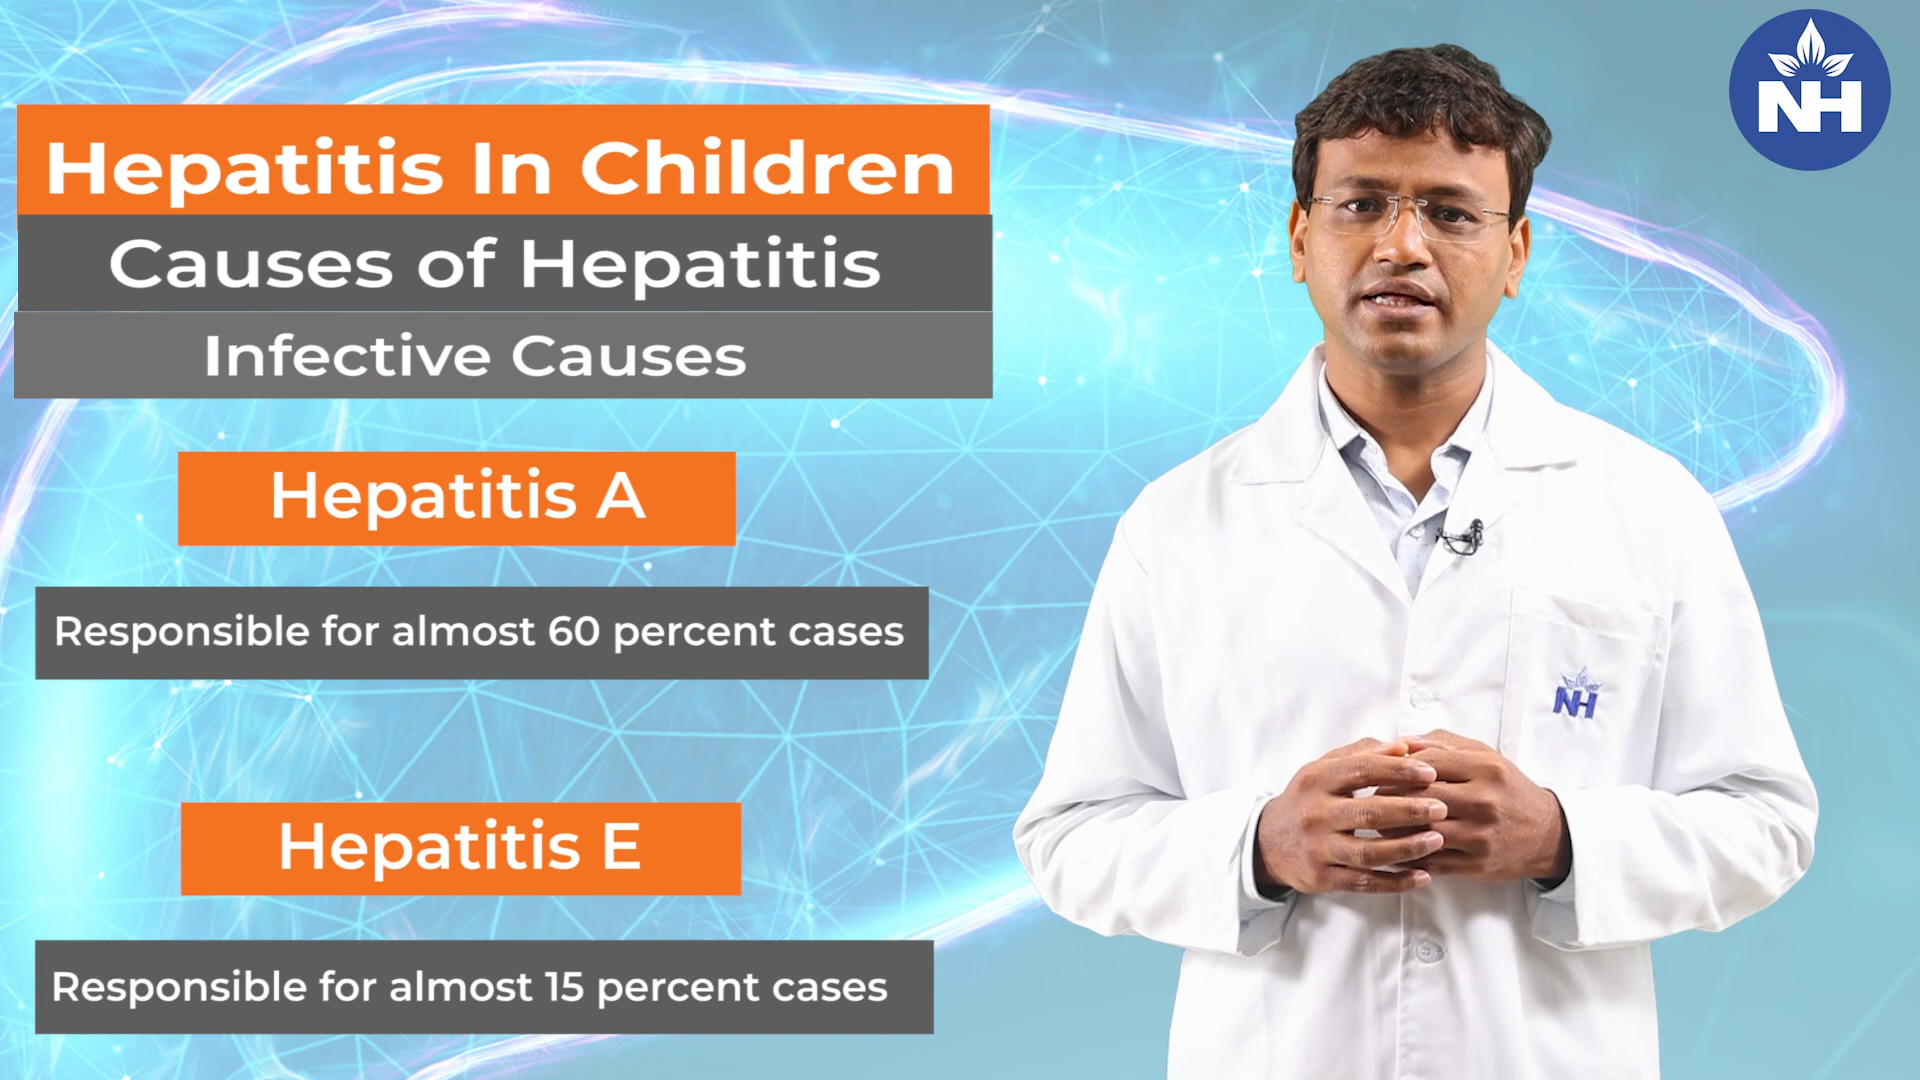 NH
Hepatitis In Children
Causes of Hepatitis
Infective Causes
Hepatitis A
Responsible for almost 60 percent cases
NH
Hepatitis E
Responsible for almost 15 percent cases